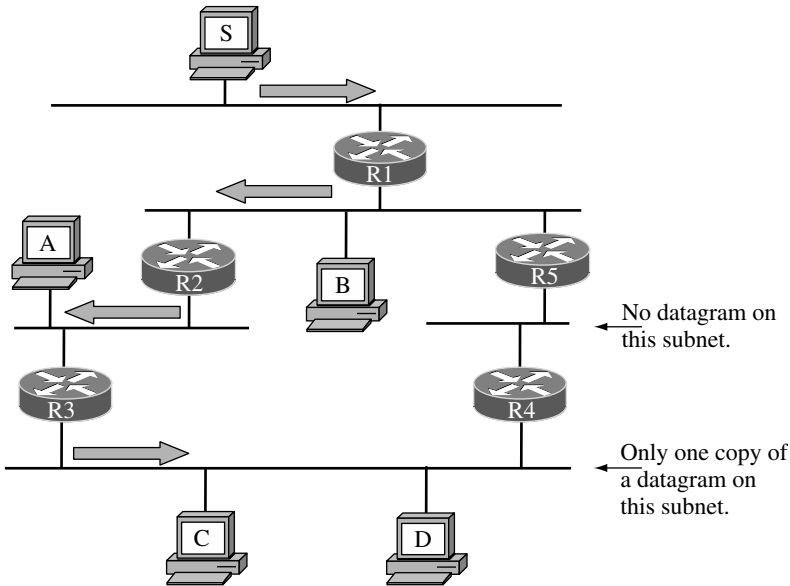 S
R1
A
R2
B
R5
No datagram on
this subnet.
R3
R4
Only one copy of
a datagram on
this subnet.
C
D